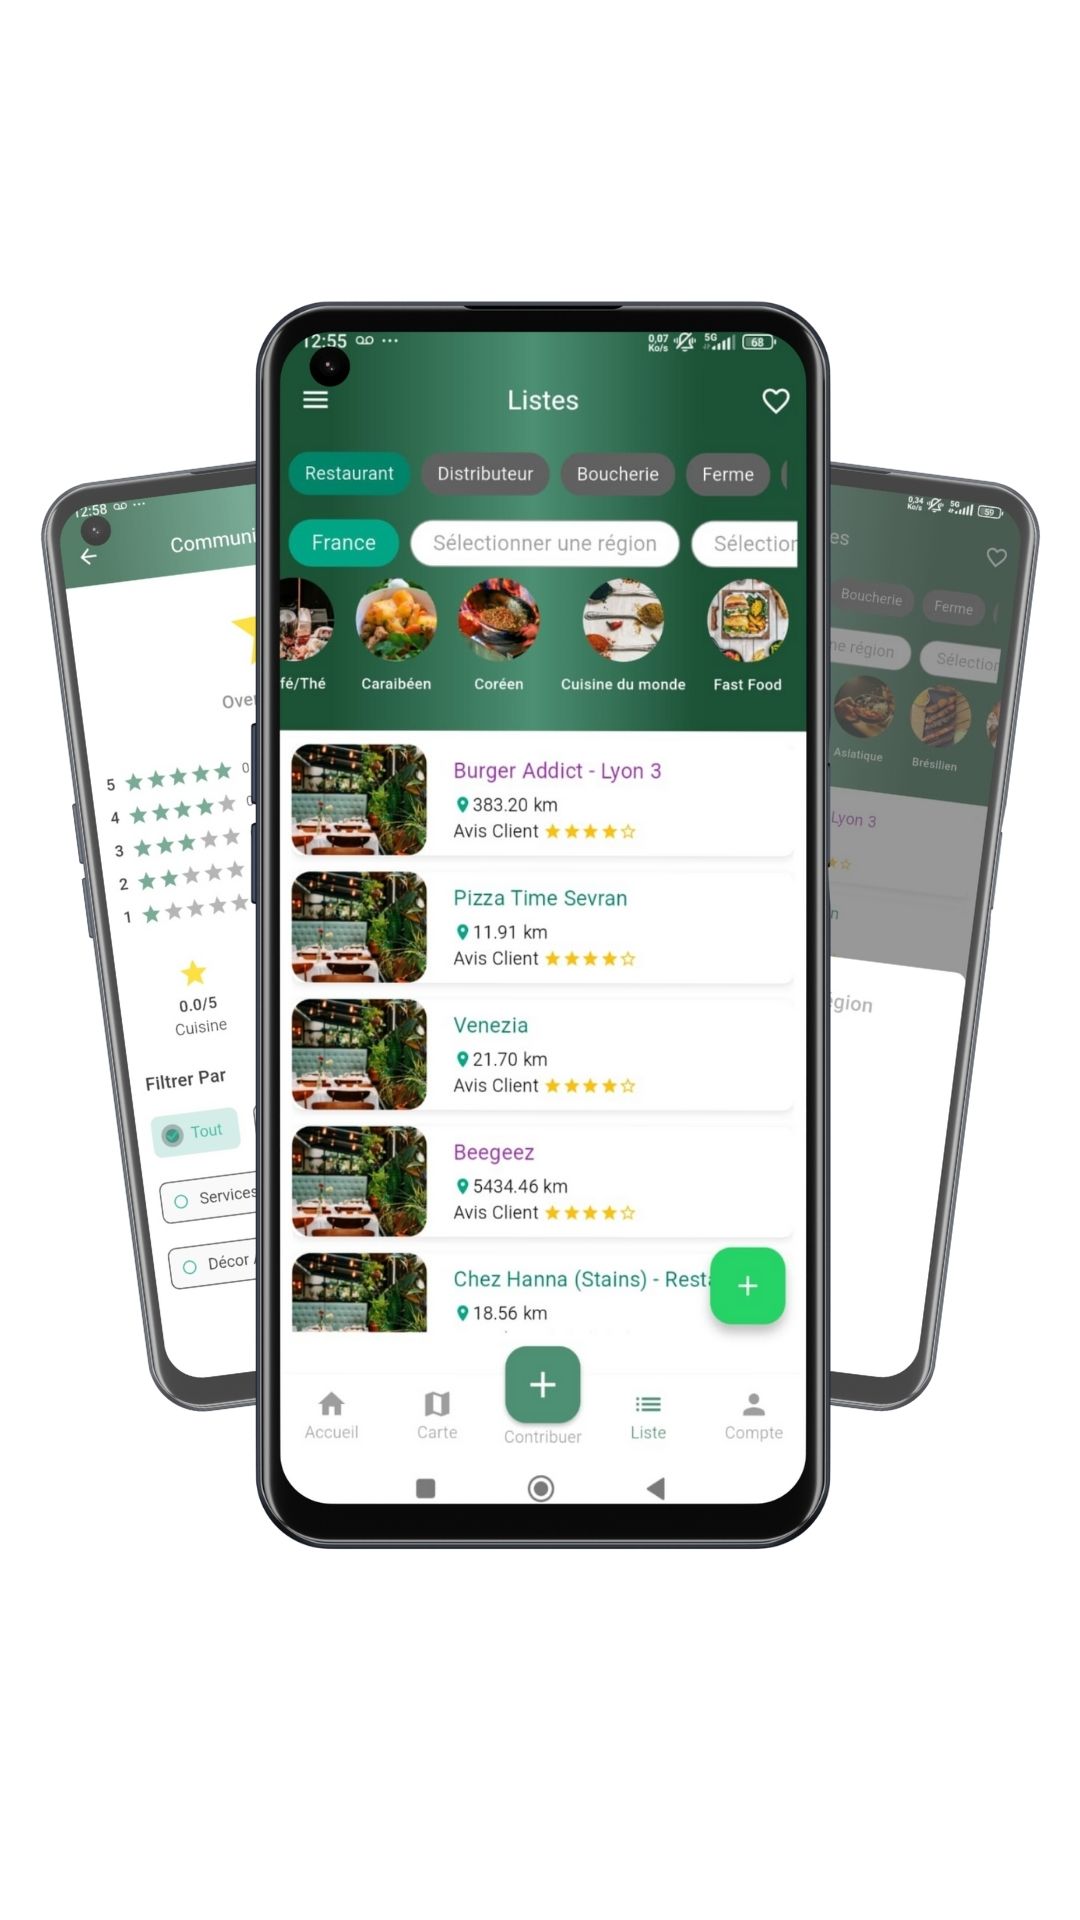 12:55
0,07
Ko/s
5G
68
Listes
Restaurant
Distributeur
Boucherie
Ferme
France
Sélectionner une région
Sélection
fé/Thé
Caraibéen
Coréen
Cuisine du monde
Fast Food
Burger Addict - Lyon 3
383.20 km
Avis Client
Pizza Time Sevran
11.91 km
Avis Client
Venezia
21.70 km
Avis Client
Beegeez
5434.46 km
Avis Client
Chez Hanna (Stains) - Rest
18.56 km
Accueil
Carte
Contribuer
Liste
Compte
12:58
Communi
Over
5
0
4
0
3
2
1
0.0/5
Cuisine
Filtrer Par
Tout
Services
Décor
0,34
Ko/s
5G
59
es
Boucherie
Ferme
ne région
Sélection
Asiatique
Brésilien
Lyon 3
n
égion